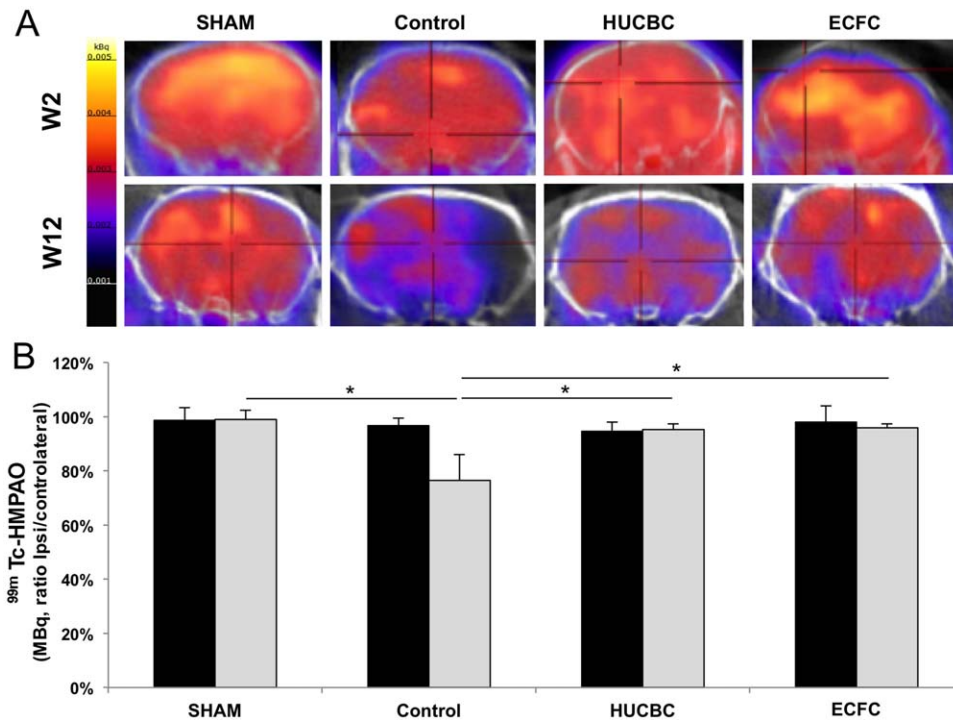 A
SHAM Control HUCBC ECFC
kBq
0.005
0.004
0.003
0.002
0.001
W2
W12
B
120%
100%
80%
60%
40%
20%
0%
99m Tc-HMPAO
(MBq, ratio Ipsi/controlateral)
* * *
SHAM Control HUCBC ECFC